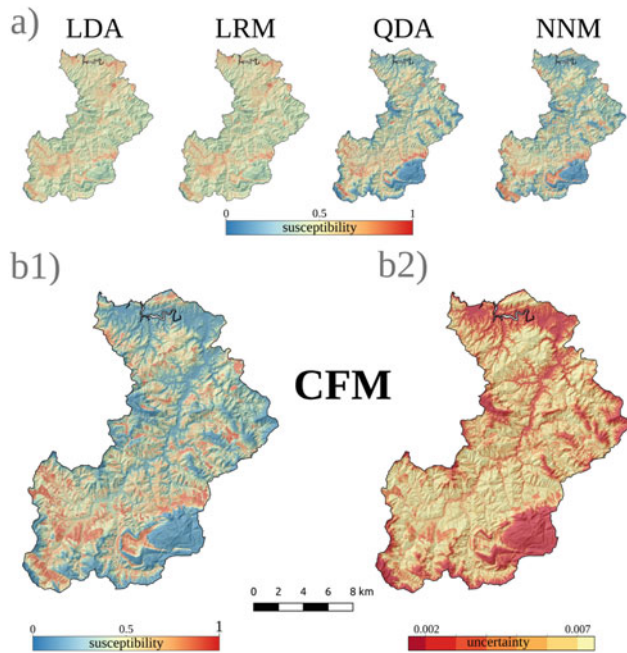 a) LDA LRM QDA NNM
0 0.5 1
susceptibility
b1) b2)
CFM
0 2 4 6 8 km
0 0.5 1
susceptibility
0.002 0.007
uncertainty